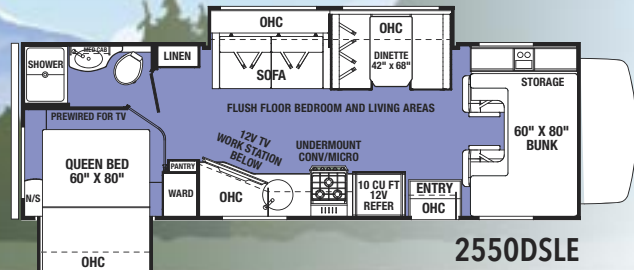 OHC
OHC
MED CAB
SHOWER
LINEN
SOFA
DINETTE
42" x 68"
STORAGE
PREWIRED FOR TV
FLUSH FLOOR BEDROOM AND LIVING AREAS
60" X 80"
BUNK
12V TV
WORK STATION
BELOW
UNDERMOUNT
CONV/MICRO
QUEEN BED
60" X 80"
PANTRY
N/S
WARD
OHC
10 CU FT
12V
REFER
ENTRY
OHC
OHC
2550DSLE